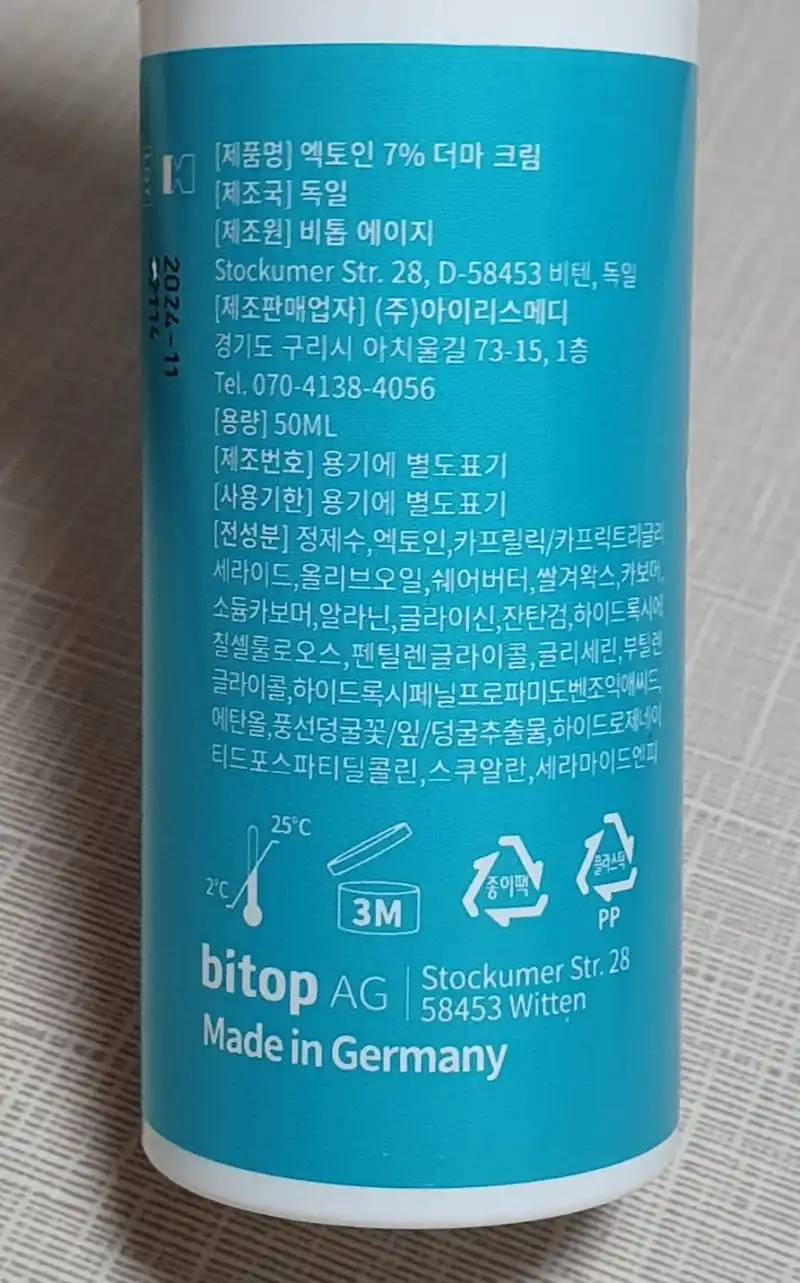 [제품명] 엑토인 7% 더마 크림
[제조국] 독일
[제조원] 비톱 에이지
Stockumer Str. 28, D-58453 비텐, 독일
[제조판매업자] (주)아이리스메디
경기도 구리시 아치울길 73-15, 1층
Tel. 070-4138-4056
[용량] 50ML
[제조번호] 용기에 별도표기
[사용기한] 용기에 별도표기
[전성분] 정제수,엑토인,카프릴릭/카프릭트리글리
세라이드,올리브오일,쉐어버터,쌀겨왁스,카보머,
소듐카보머,알라닌,글라이신,잔탄검,하이드록시에
칠셀룰로오스,펜틸렌글라이콜,글리세린,부틸렌
글라이콜,하이드록시페닐프로파미도벤조익애씨드,
에탄올,풍선덩굴꽃/잎/덩굴추출물,하이드로제네이
티드포스파티딜콜린,스쿠알란,세라마이드엔피
2024-11
25°C
2°C
3M
종이팩
플라스틱
PP
bitop AG
Stockumer Str. 28
58453 Witten
Made in Germany